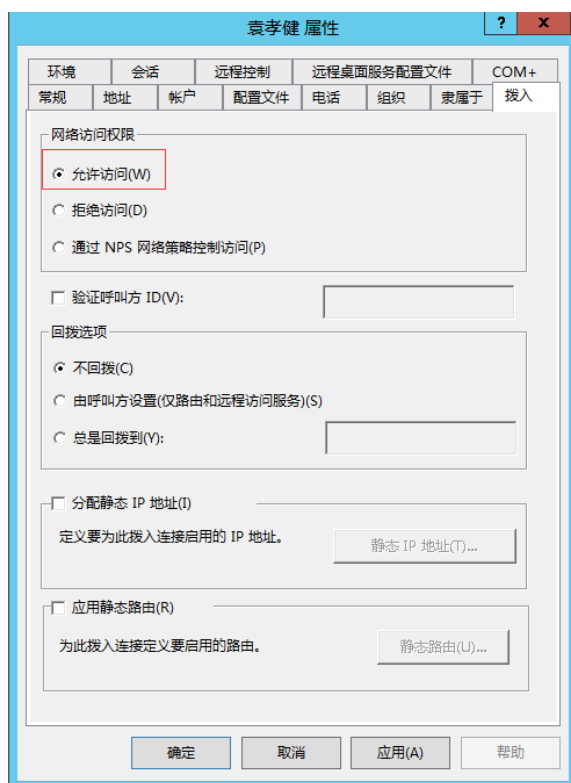 袁孝健 属性
? x
环境 会话 远程控制 远程桌面服务配置文件 COM+
常规 地址 帐户 配置文件 电话 组织 隶属于 拨入
网络访问权限
允许访问(W)
拒绝访问(D)
通过 NPS 网络策略控制访问(P)
验证呼叫方 ID(V):
回拨选项
不回拨(C)
由呼叫方设置(仅路由和远程访问服务)(S)
总是回拨到(Y):
分配静态 IP 地址(I)
定义要为此拨入连接启用的 IP 地址。 静态 IP 地址(T)...
应用静态路由(R)
为此拨入连接定义要启用的路由。 静态路由(U)...
确定 取消 应用(A) 帮助